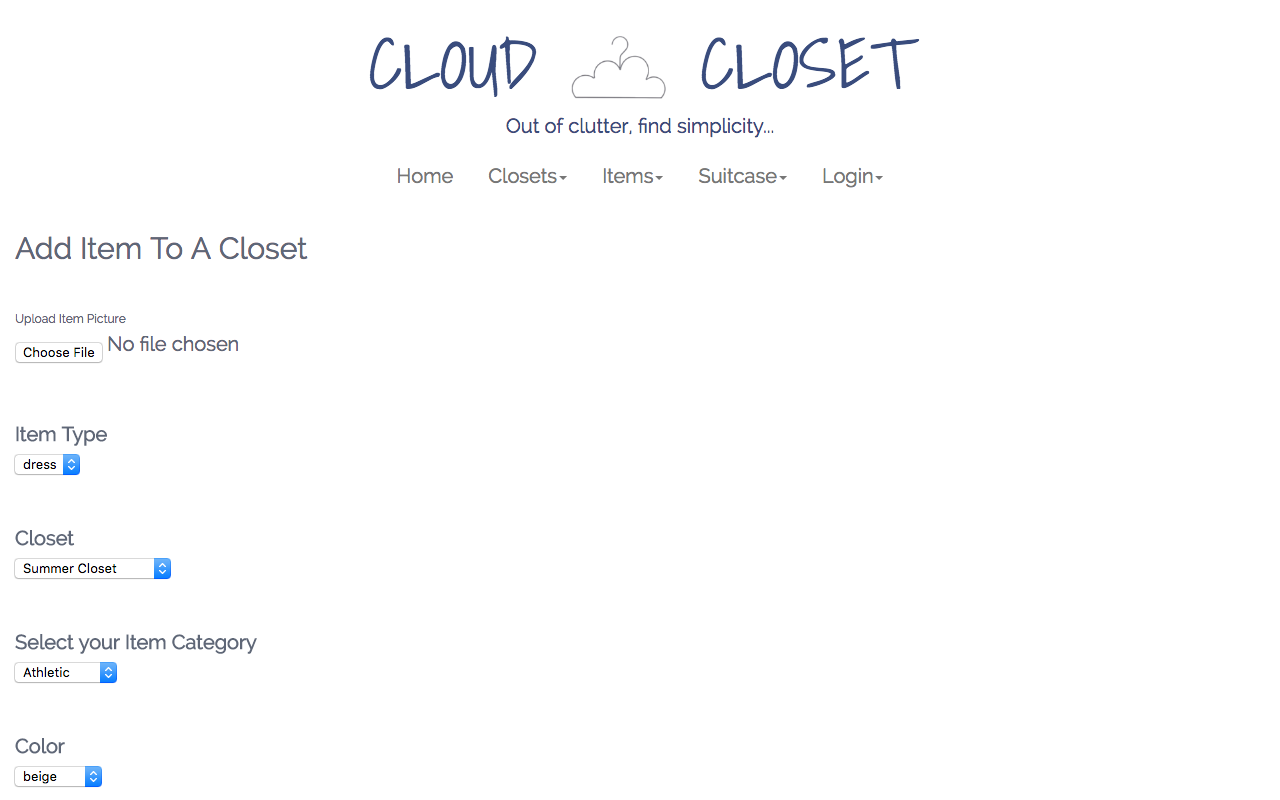 CLOUD CLOSET
Out of clutter, find simplicity...
Home Closets Items Suitcase Login
Add Item To A Closet
Upload Item Picture
Choose File No file chosen
Item Type
dress
Closet
Summer Closet
Select your Item Category
Athletic
Color
beige